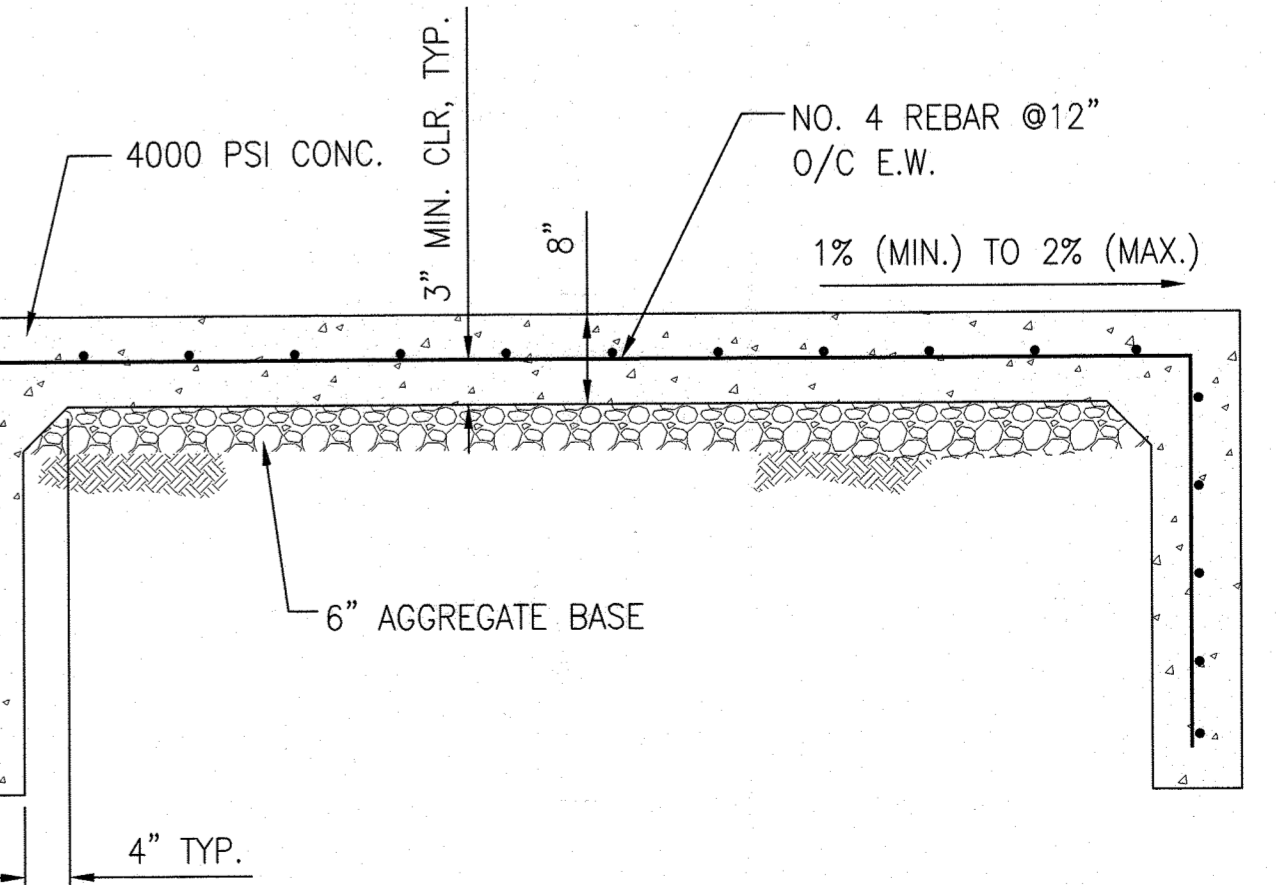 3” MIN. CLR, TYP.
4000 PSI CONC.
NO. 4 REBAR @12”
O/C E.W.
8”
1% (MIN.) TO 2% (MAX.)
6” AGGREGATE BASE
4” TYP.